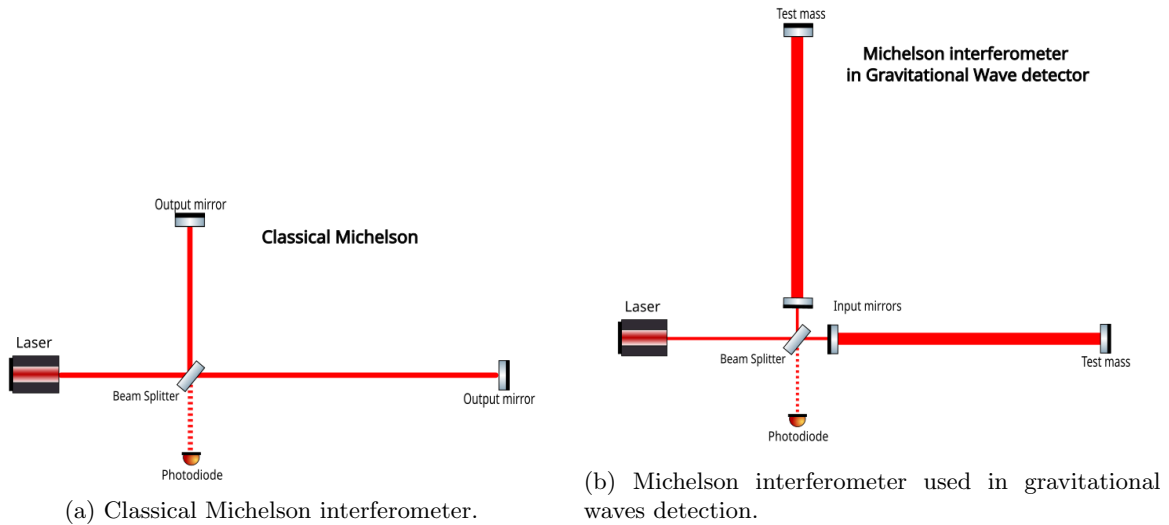 Output mirror
Classical Michelson
Laser
Beam Splitter
Output mirror
Photodiode
(a) Classical Michelson interferometer.
Test mass
Michelson interferometer
in Gravitational Wave detector
Laser
Input mirrors
Beam Splitter
Test mass
Photodiode
(b) Michelson interferometer used in gravitational
waves detection.